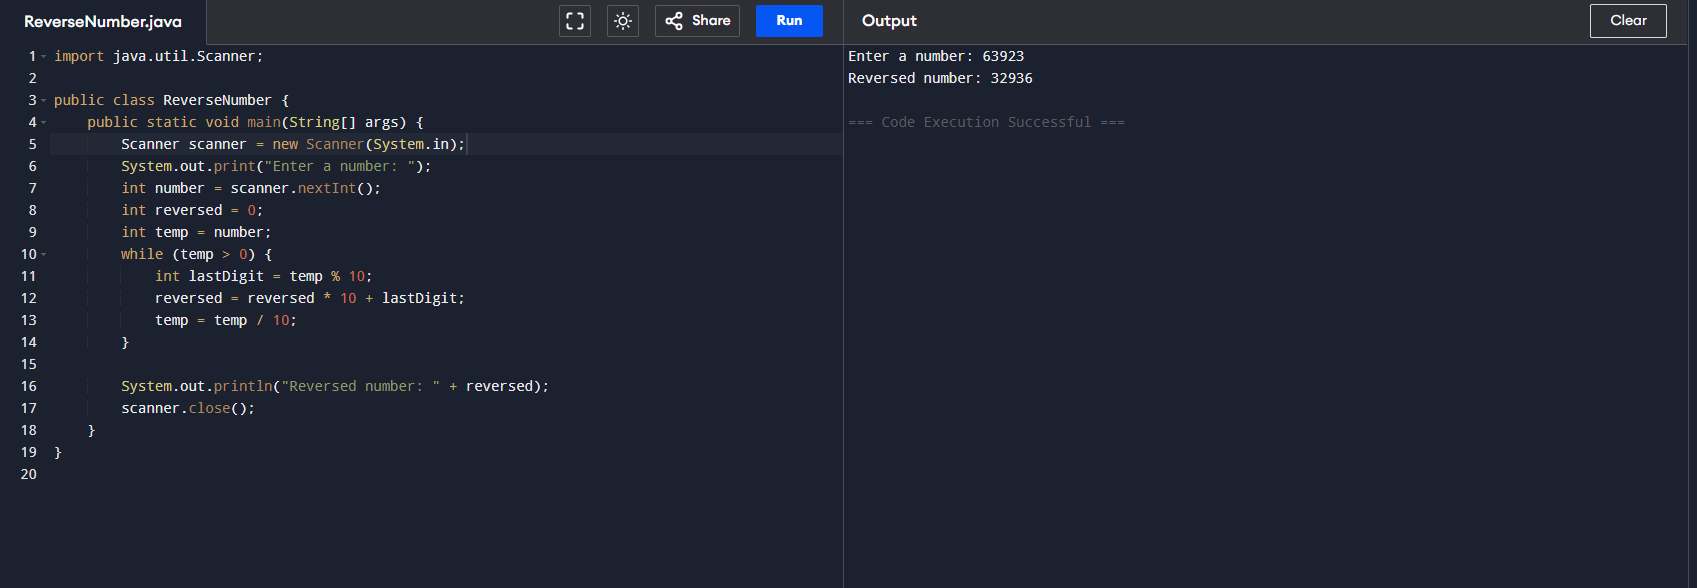 ReverseNumber.java
Share
Run
Output
Clear
1 import java.util.Scanner;
2
3 public class ReverseNumber {
4     public static void main(String[] args) {
5         Scanner scanner = new Scanner(System.in);
6         System.out.print("Enter a number: ");
7         int number = scanner.nextInt();
8         int reversed = 0;
9         int temp = number;
10         while (temp > 0) {
11             int lastDigit = temp % 10;
12             reversed = reversed * 10 + lastDigit;
13             temp = temp / 10;
14         }
15
16         System.out.println("Reversed number: " + reversed);
17         scanner.close();
18     }
19 }
20
Enter a number: 63923
Reversed number: 32936
=== Code Execution Successful ===